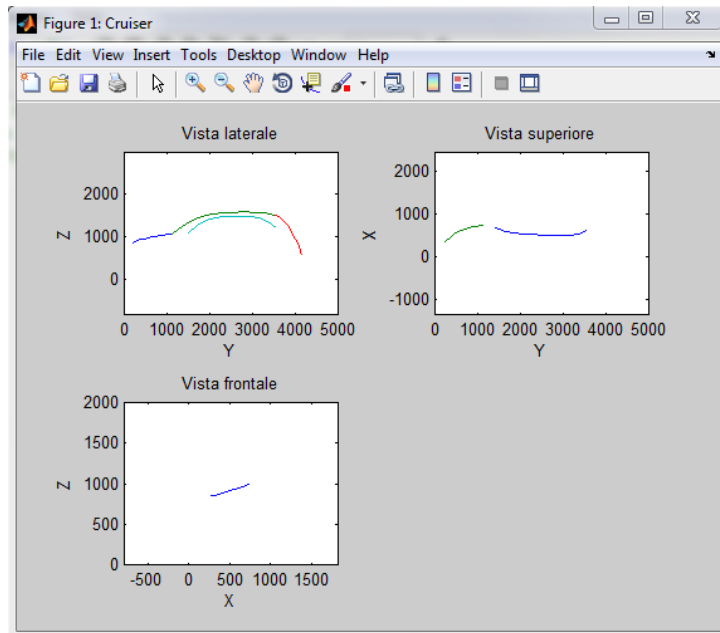 Figure 1: Cruiser
File Edit View Insert Tools Desktop Window Help
Vista laterale
2000
1000
0
Z
0 1000 2000 3000 4000 5000
Y
Vista superiore
2000
1000
0
-1000
X
0 1000 2000 3000 4000 5000
Y
Vista frontale
2000
1500
1000
500
0
Z
-500 0 500 1000 1500
X